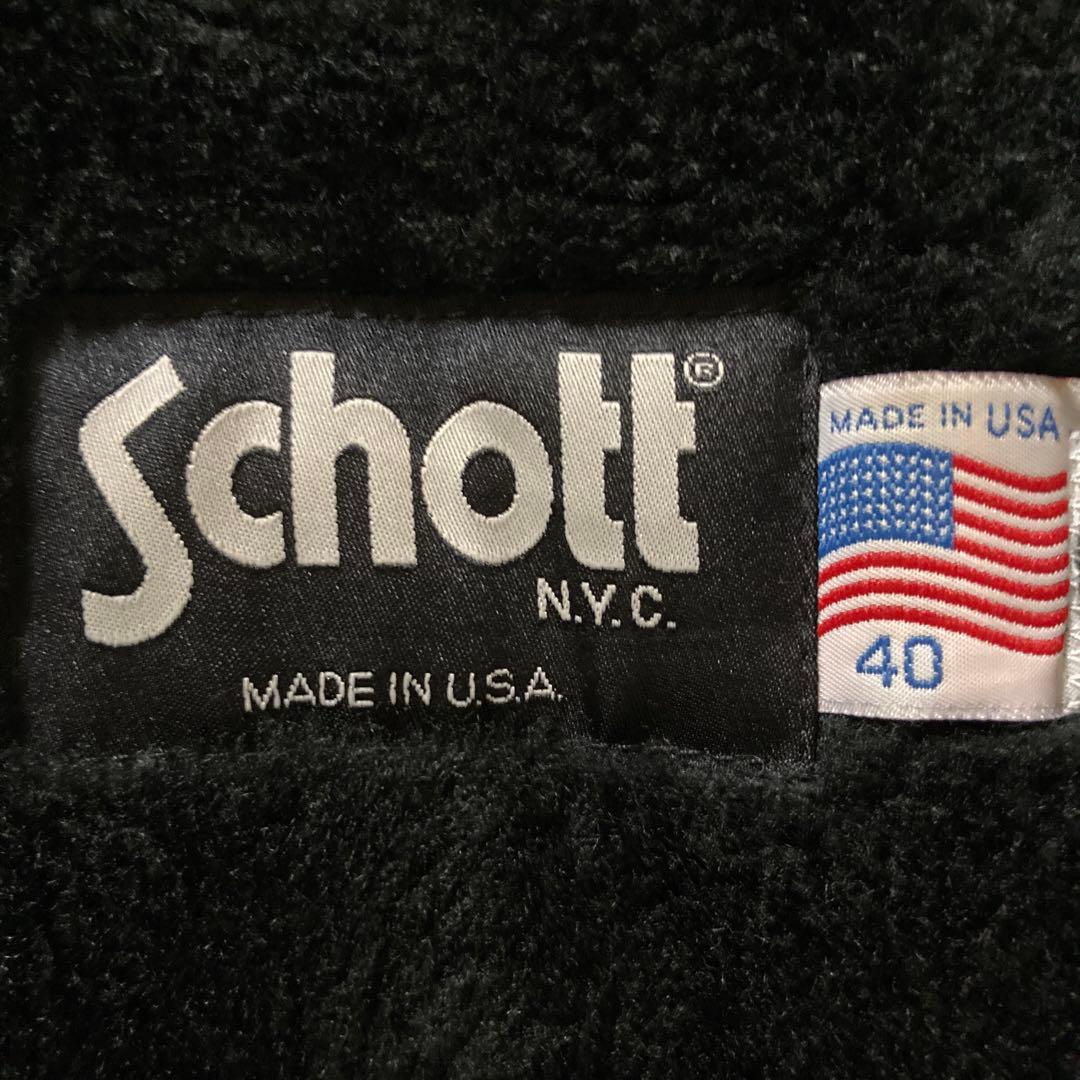 Schott®
N.Y.C.
MADE IN U.S.A.
MADE IN USA
40